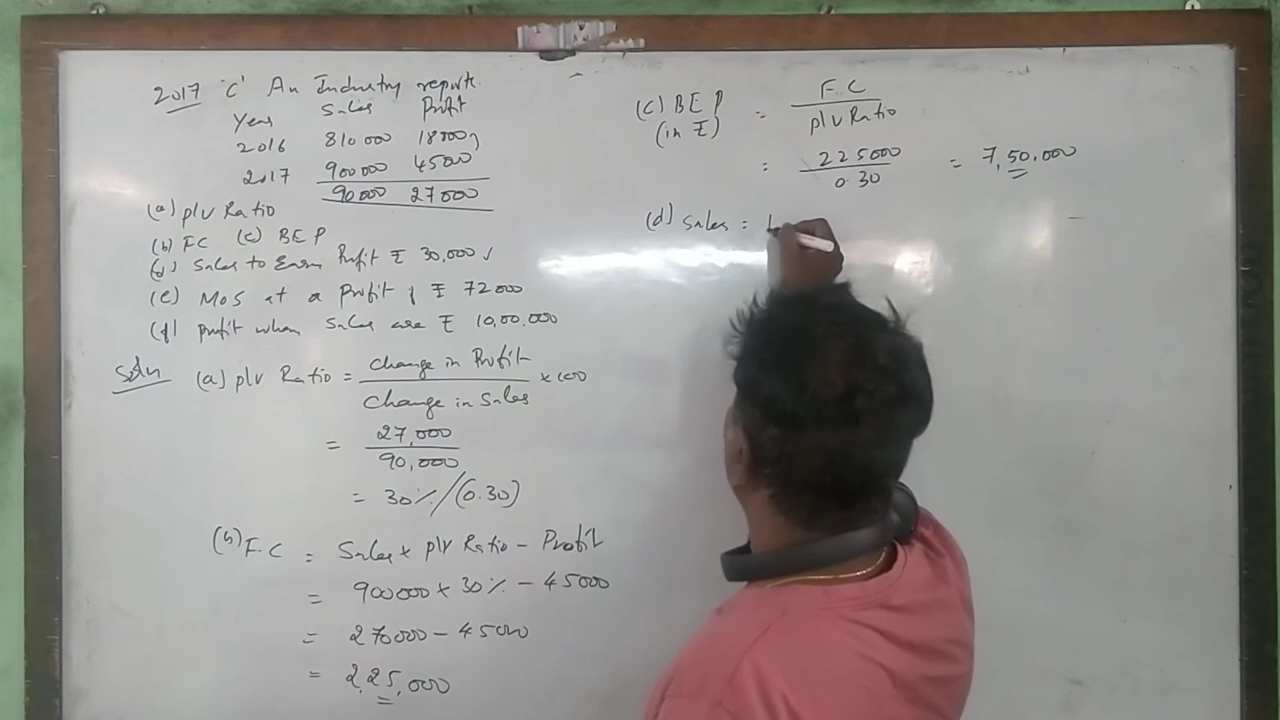 2017 'C' An Industry reports.
Year Sales Profit
2016 810 000 18000
2017 900000 45000
90000 27000
(a) P/V Ratio
(b) FC (c) BEP
(d) Sales to Earn Profit ₹ 30,000
(e) MoS at a Profit of ₹ 72000
(f) profit when Sales are ₹ 10,00,000
Soln (a) P/V Ratio = Change in Profit / Change in Sales × 100
= 27,000 / 90,000
= 30% / (0.30)
(b) F.C = Sales × P/V Ratio - Profit
= 900000 × 30% - 45000
= 270000 - 45000
= 2,25,000
(c) BEP (in ₹) = F.C / P/V Ratio
= 225000 / 0.30 = 7,50,000
(d) Sales =